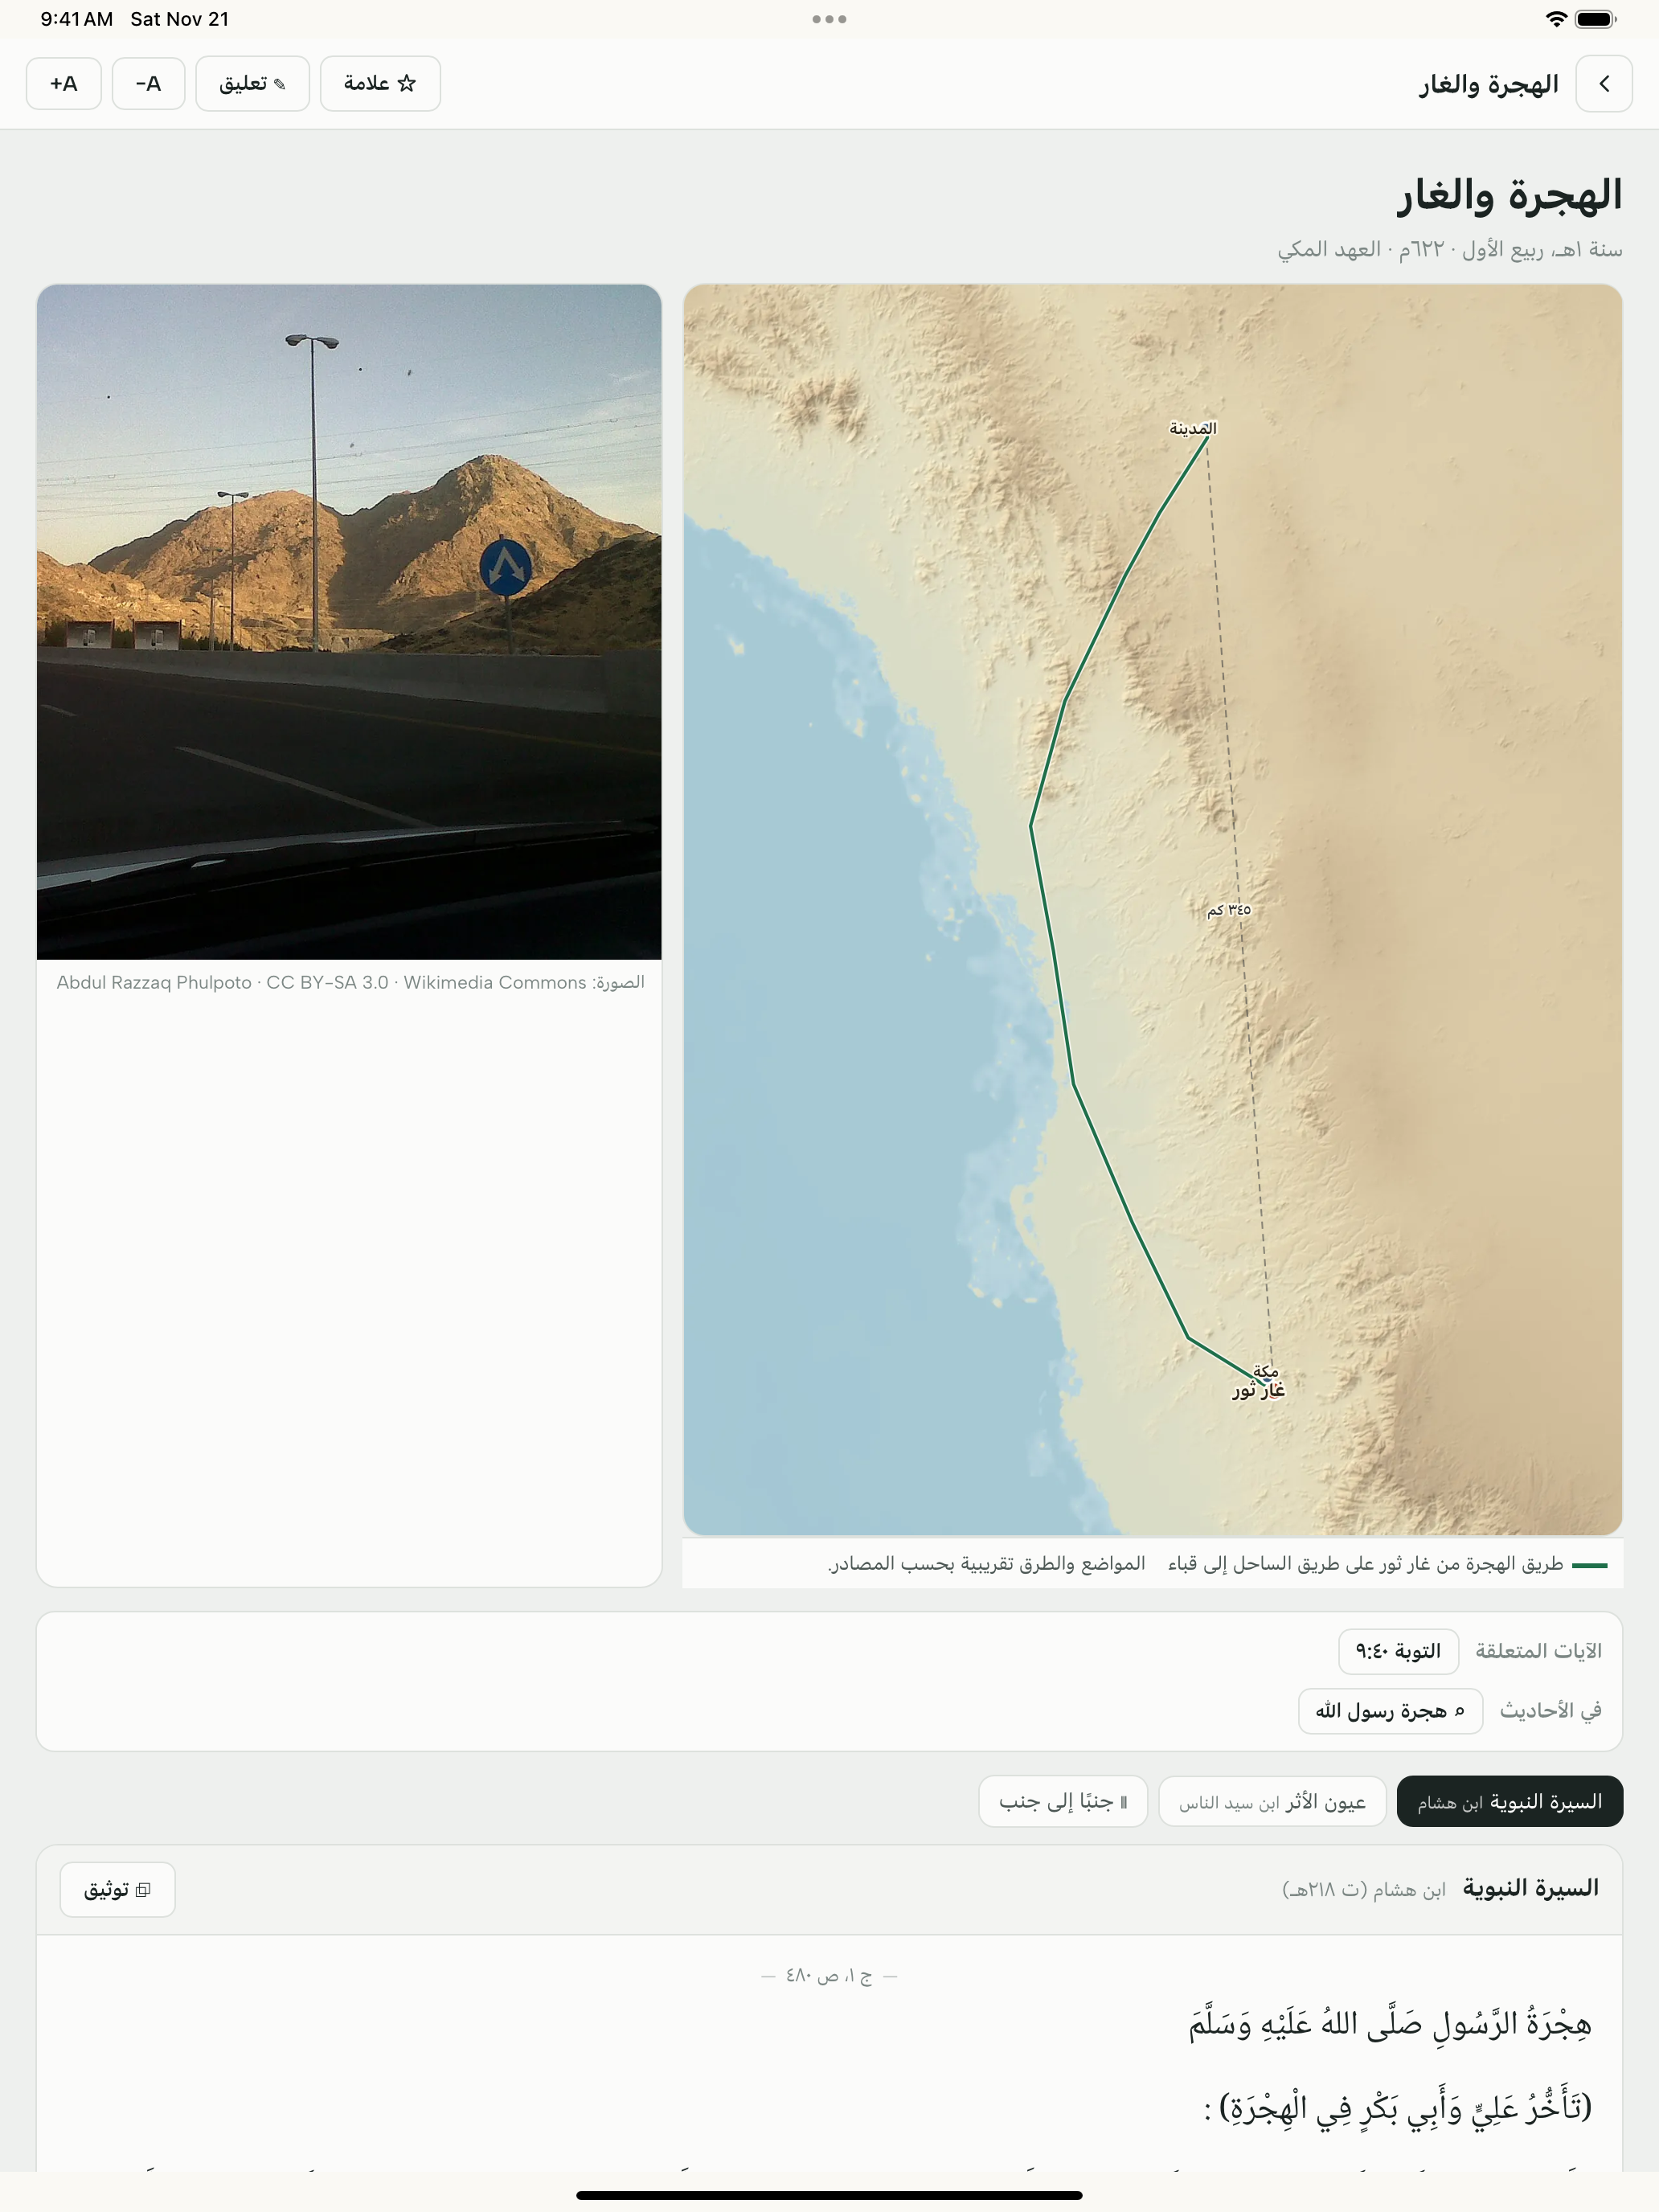 9:41 AM Sat Nov 21
الهجرة والغار
☆ علامة
✎ تعليق
A-
A+
الهجرة والغار
سنة ١هـ، ربيع الأول · ٦٢٢م · العهد المكي
المدينة
٣٤٥ كم
مكة
غار ثور
طريق الهجرة من غار ثور على طريق الساحل إلى قباء المواضع والطرق تقريبية بحسب المصادر.
الصورة: Abdul Razzaq Phulpoto · CC BY-SA 3.0 · Wikimedia Commons
الآيات المتعلقة التوبة ٩:٤٠
في الأحاديث هجرة رسول الله
السيرة النبوية ابن هشام
عيون الأثر ابن سيد الناس
جنبًا إلى جنب
السيرة النبوية ابن هشام (ت ٢١٨هـ)
توثيق
— ج ١، ص ٤٨٠ —
هِجْرَةُ الرَّسُولِ صَلَّى اللهُ عَلَيْهِ وَسَلَّمَ
(تَأَخُّرُ عَلِيٍّ وَأَبِي بَكْرٍ فِي الْهِجْرَةِ) :